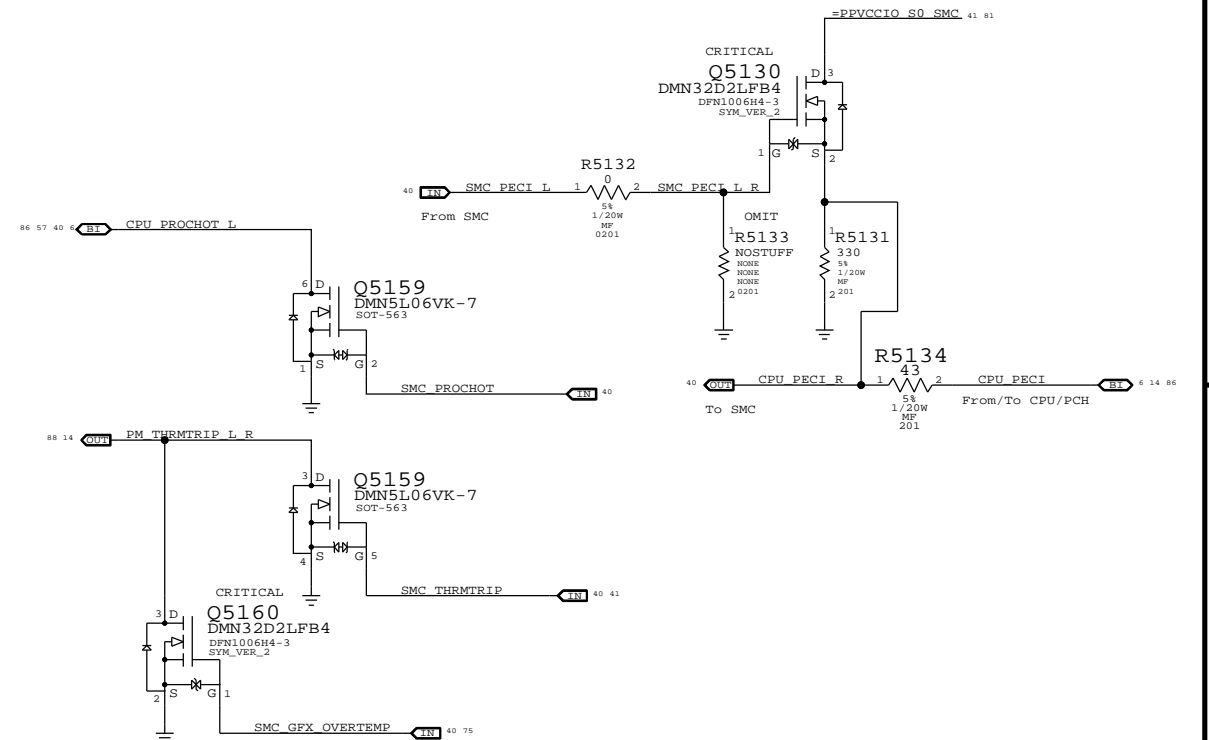 =PPVCCIO_S0_SMC 41 81
CRITICAL
Q5130
DMN32D2LFB4
DFN1006H4-3
SYM_VER_2
D 3
1 G S 2
R5132
0
40 IN SMC_PECI_L 1 2 SMC_PECI_L_R
5%
1/20W
MF
0201
From SMC
OMIT
1
R5133
NOSTUFF
NONE
NONE
NONE
2 0201
1
R5131
330
5%
1/20W
MF
2 201
86 57 40 6 BI CPU_PROCHOT_L
6 D
Q5159
DMN5L06VK-7
SOT-563
1 S G 2
SMC_PROCHOT IN 40
R5134
43
40 OUT CPU_PECI_R 1 2 CPU_PECI BI 6 14 86
5%
1/20W
MF
201
To SMC
From/To CPU/PCH
88 14 OUT PM_THRMTRIP_L_R
3 D
Q5159
DMN5L06VK-7
SOT-563
4 S G 5
SMC_THRMTRIP IN 40 41
CRITICAL
3 D
Q5160
DMN32D2LFB4
DFN1006H4-3
SYM_VER_2
2 S G 1
SMC_GFX_OVERTEMP IN 40 75